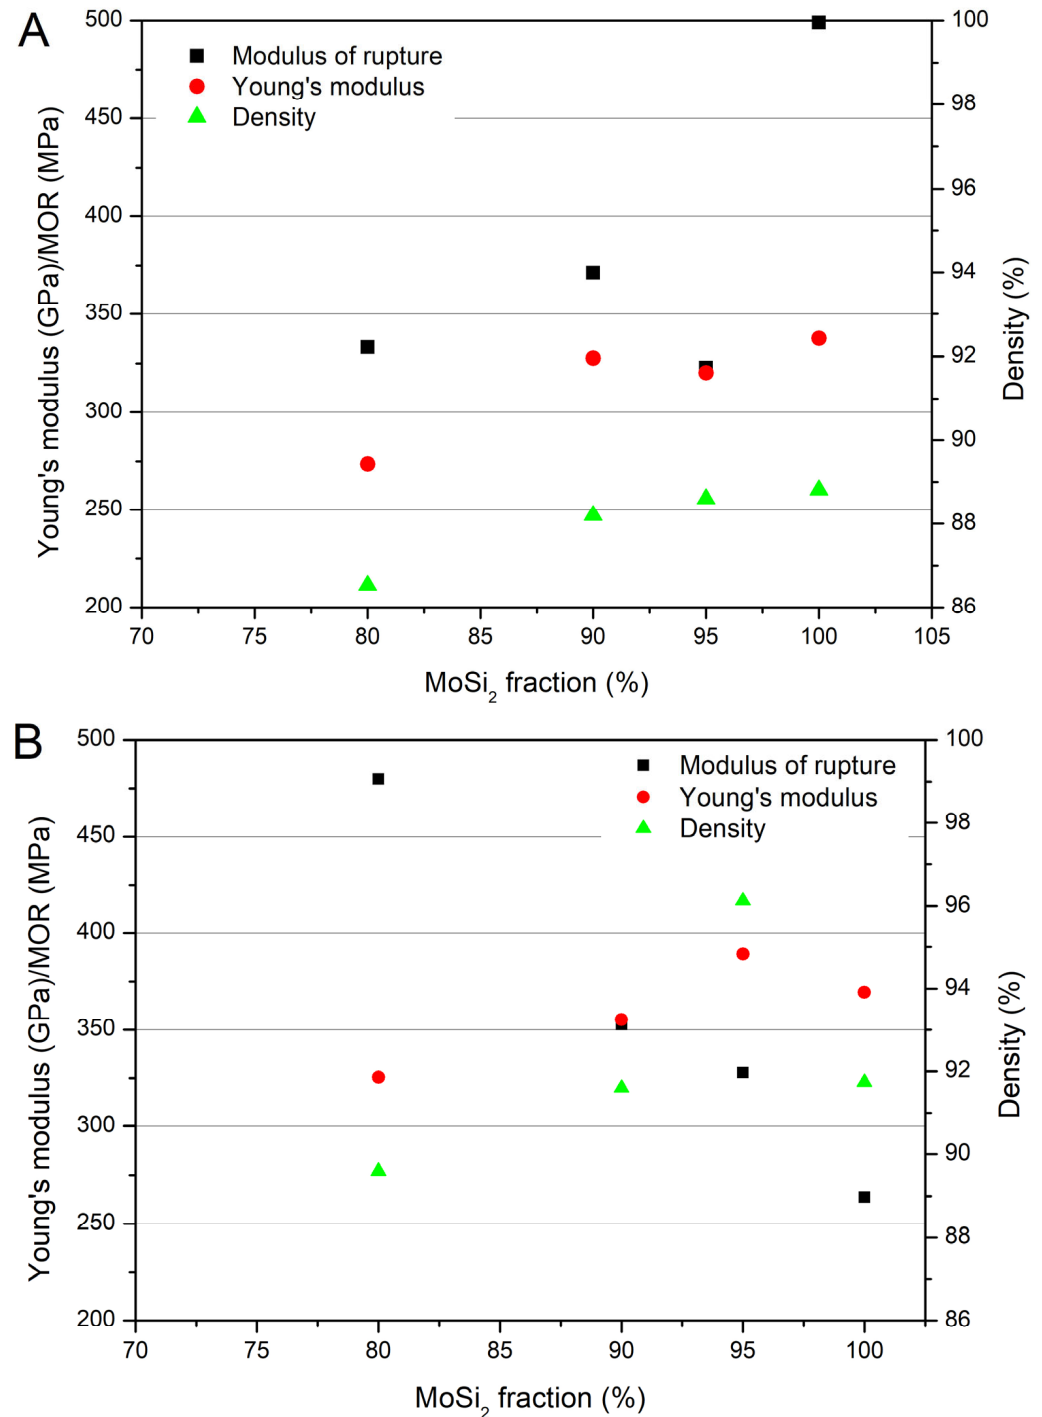 A
Modulus of rupture
Young's modulus
Density
500
450
400
350
300
250
200
Young's modulus (GPa)/MOR (MPa)
100
98
96
94
92
90
88
86
Density (%)
70 75 80 85 90 95 100 105
MoSi₂ fraction (%)
B
Modulus of rupture
Young's modulus
Density
500
450
400
350
300
250
200
Young's modulus (GPa)/MOR (MPa)
100
98
96
94
92
90
88
86
Density (%)
70 75 80 85 90 95 100
MoSi₂ fraction (%)